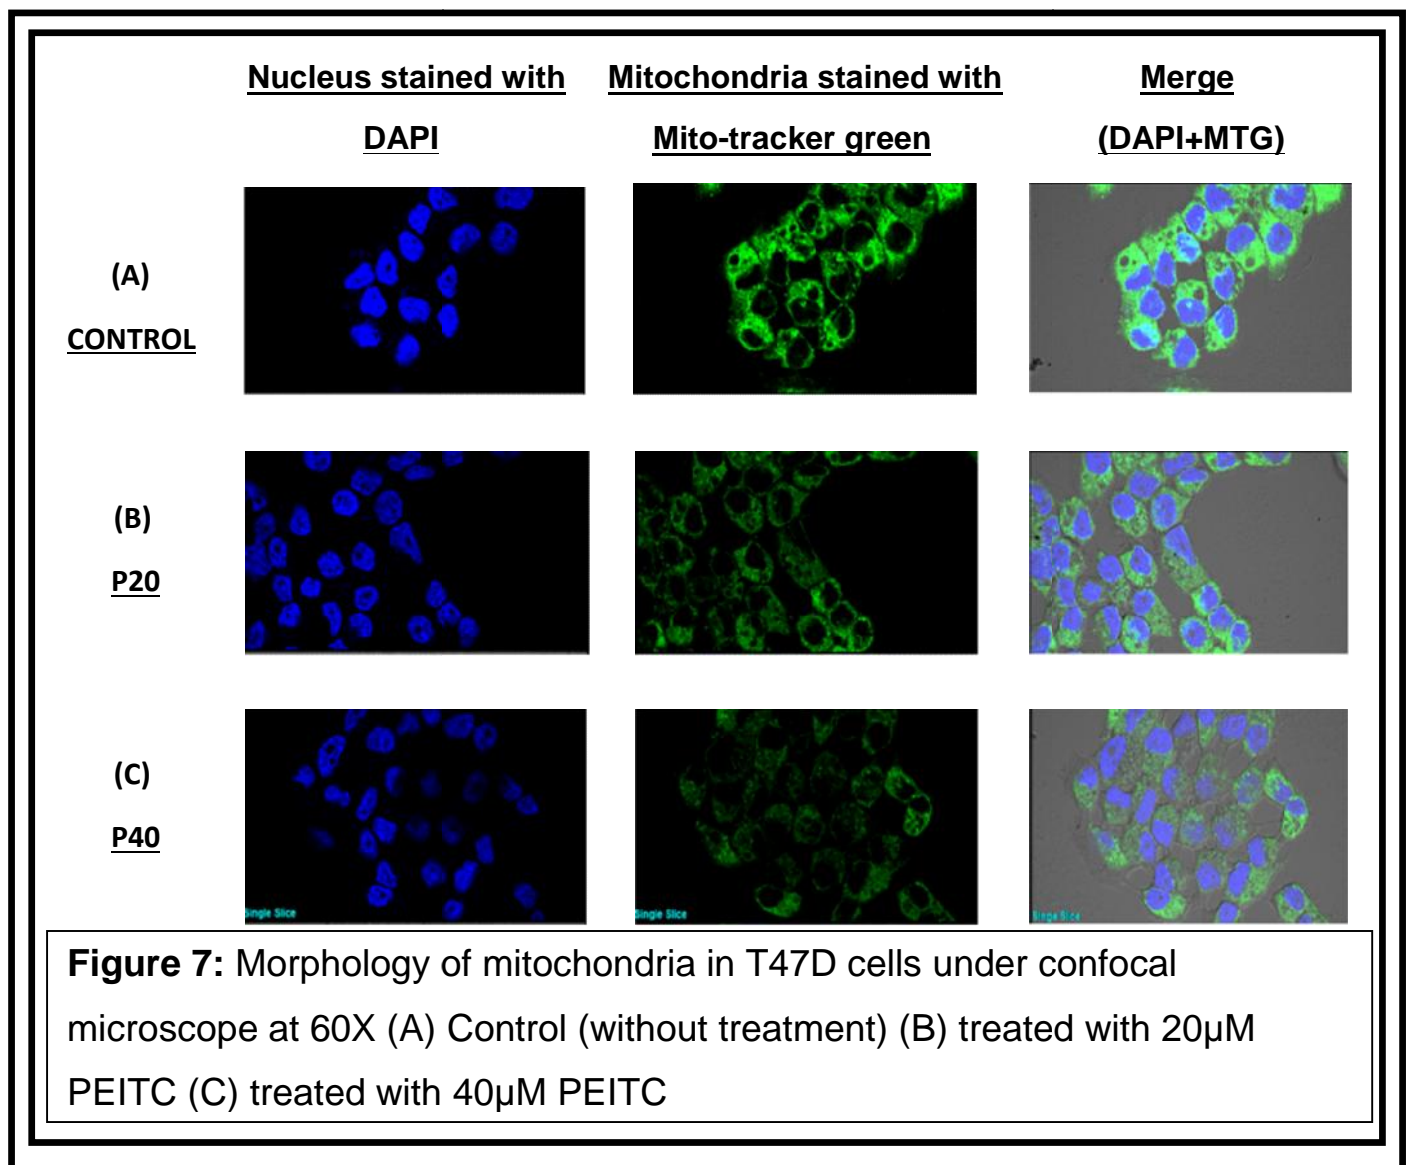 Nucleus stained with
DAPI
Mitochondria stained with
Mito-tracker green
Merge
(DAPI+MTG)
(A)
CONTROL
(B)
P20
(C)
P40
Single Slice
Single Slice
Single Slice
Figure 7: Morphology of mitochondria in T47D cells under confocal
microscope at 60X (A) Control (without treatment) (B) treated with 20µM
PEITC (C) treated with 40µM PEITC